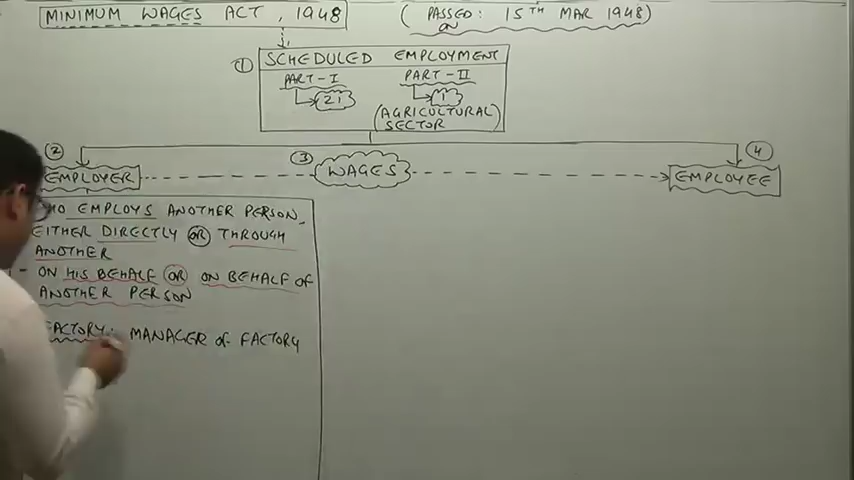 MINIMUM WAGES ACT, 1948
(PASSED ON: 15TH MAR 1948)
① SCHEDULED EMPLOYMENT
PART-I PART-II
21 1
(AGRICULTURAL SECTOR)
② ③ ④
EMPLOYER WAGES EMPLOYEE
EMPLOYS ANOTHER PERSON
EITHER DIRECTLY OR THROUGH
ANOTHER
- ON HIS BEHALF OR ON BEHALF OF
ANOTHER PERSON
FACTORY: MANAGER of FACTORY